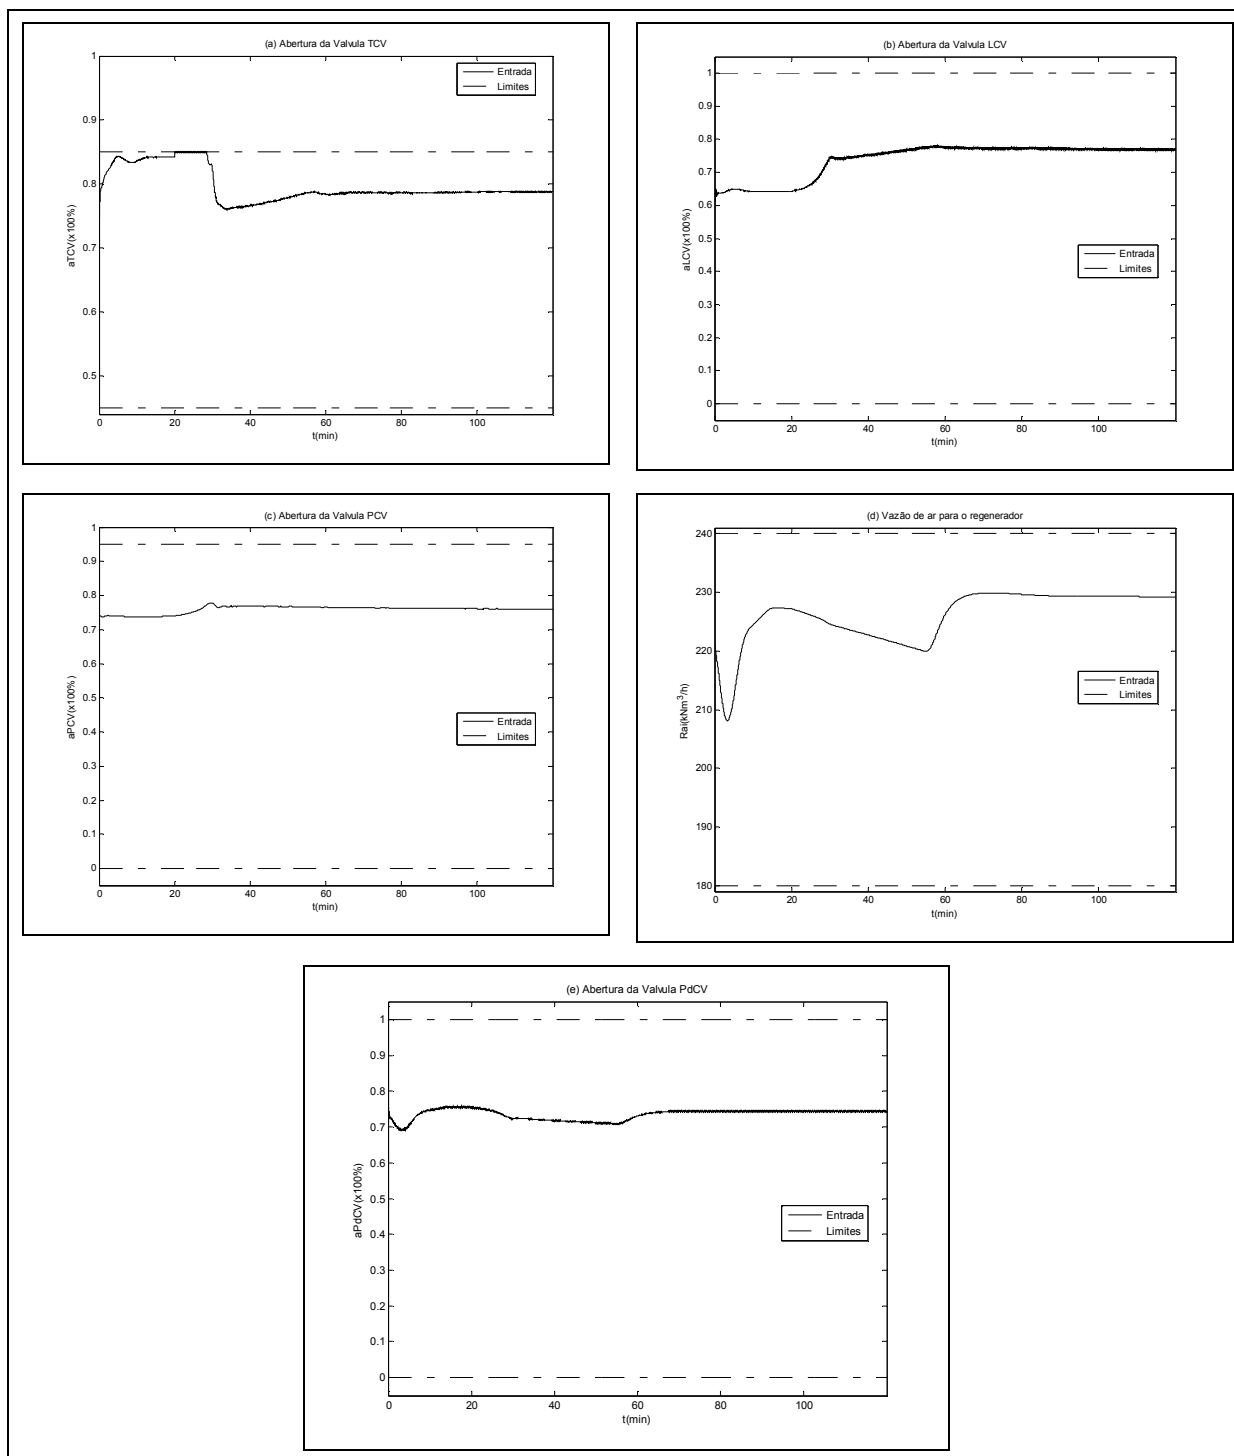 (a) Abertura da Valvula TCV
1
0.9
0.8
0.7
0.6
0.5
0 20 40 60 80 100
t(min)
aTCV(x100%)
Entrada
Limites
(b) Abertura da Valvula LCV
1
0.9
0.8
0.7
0.6
0.5
0.4
0.3
0.2
0.1
0
0 20 40 60 80 100
t(min)
aLCV(x100%)
Entrada
Limites
(c) Abertura da Valvula PCV
1
0.9
0.8
0.7
0.6
0.5
0.4
0.3
0.2
0.1
0
0 20 40 60 80 100
t(min)
aPCV(x100%)
Entrada
Limites
(d) Vazão de ar para o regenerador
240
230
220
210
200
190
180
0 20 40 60 80 100
t(min)
Rai(kNm³/h)
Entrada
Limites
(e) Abertura da Valvula PdCV
1
0.9
0.8
0.7
0.6
0.5
0.4
0.3
0.2
0.1
0
0 20 40 60 80 100
t(min)
aPdCV(x100%)
Entrada
Limites